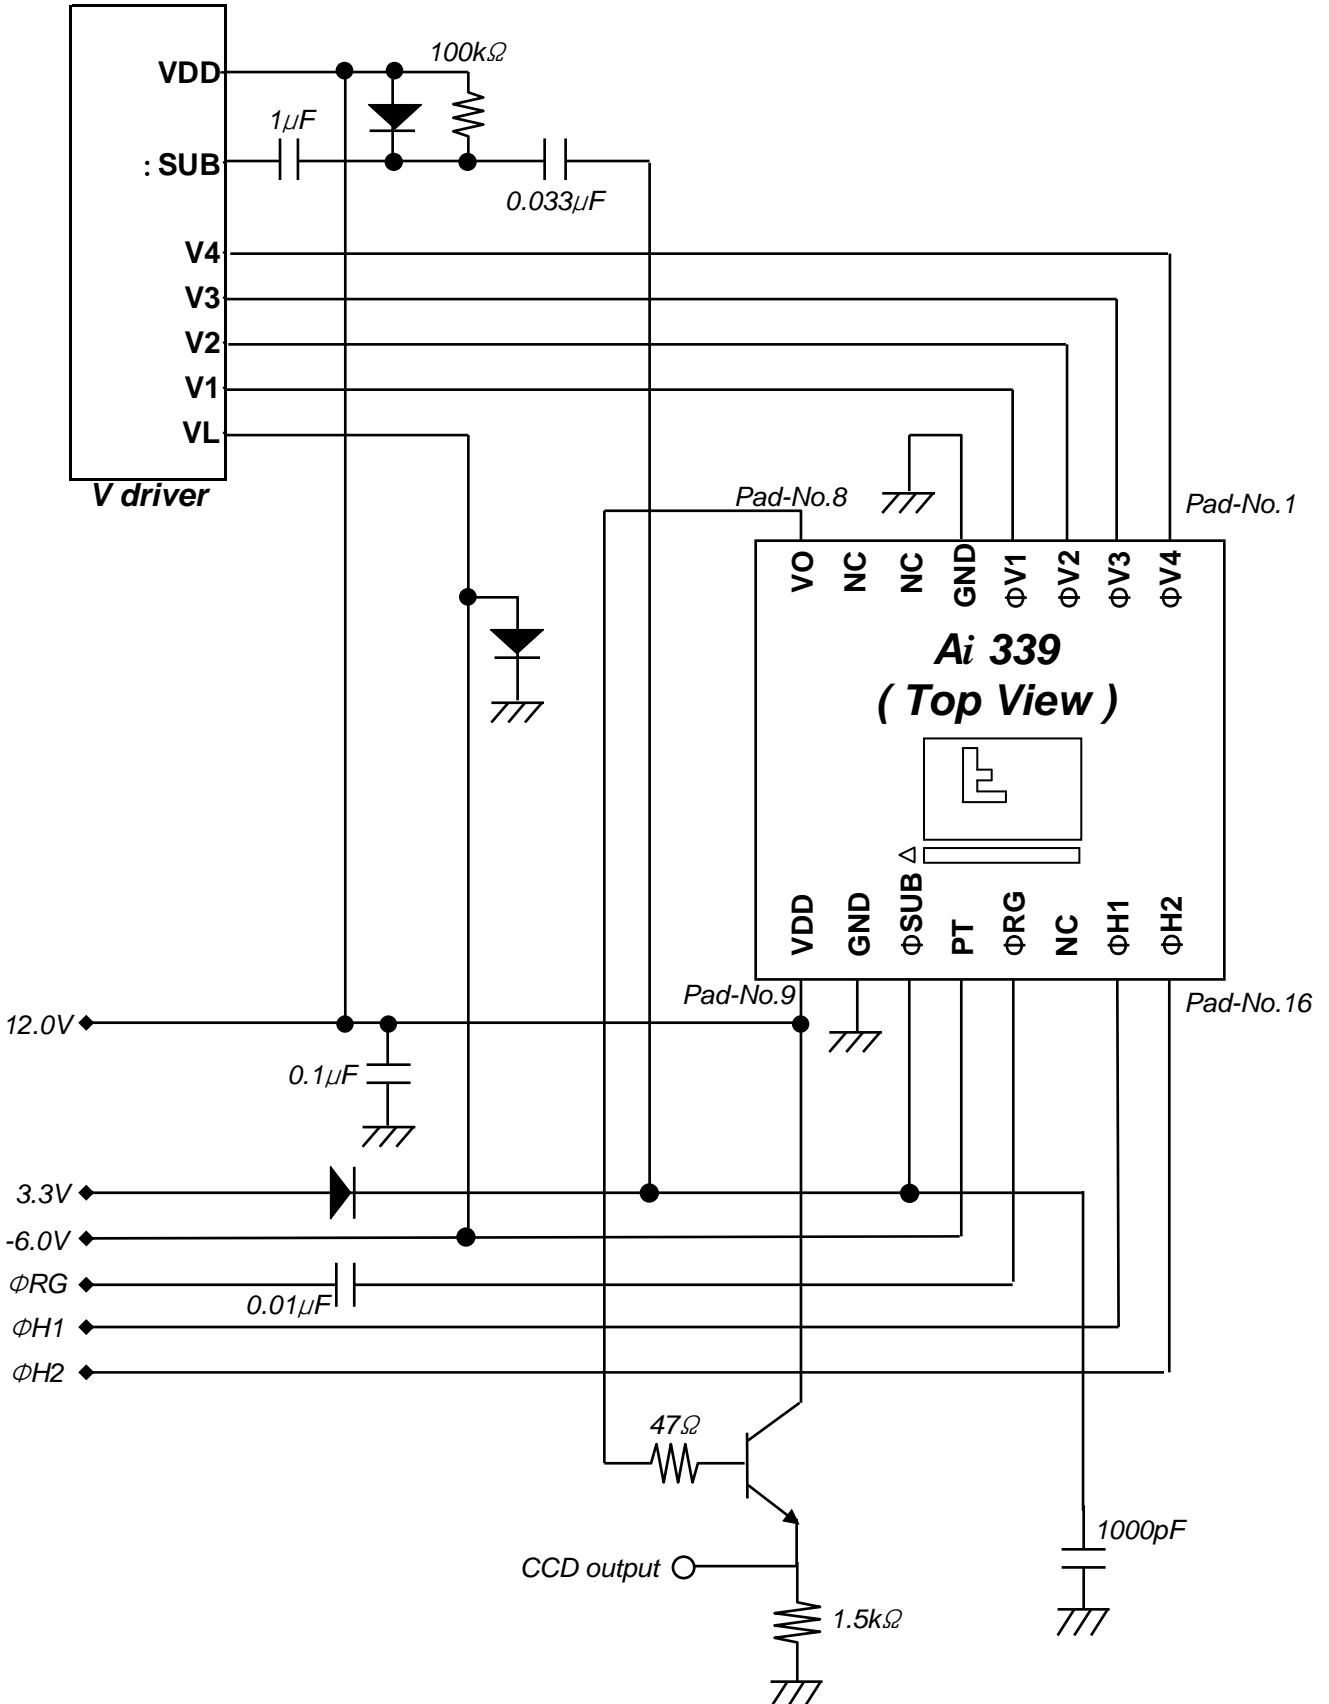 VDD
100kΩ
1μF
: SUB
0.033μF
V4
V3
V2
V1
VL
V driver
Pad-No.8
Pad-No.1
VO
NC
NC
GND
ΦV1
ΦV2
ΦV3
ΦV4
Ai 339
( Top View )
VDD
GND
ΦSUB
PT
ΦRG
NC
ΦH1
ΦH2
Pad-No.9
Pad-No.16
12.0V
0.1μF
3.3V
-6.0V
ΦRG
0.01μF
ΦH1
ΦH2
47Ω
1000pF
CCD output
1.5kΩ